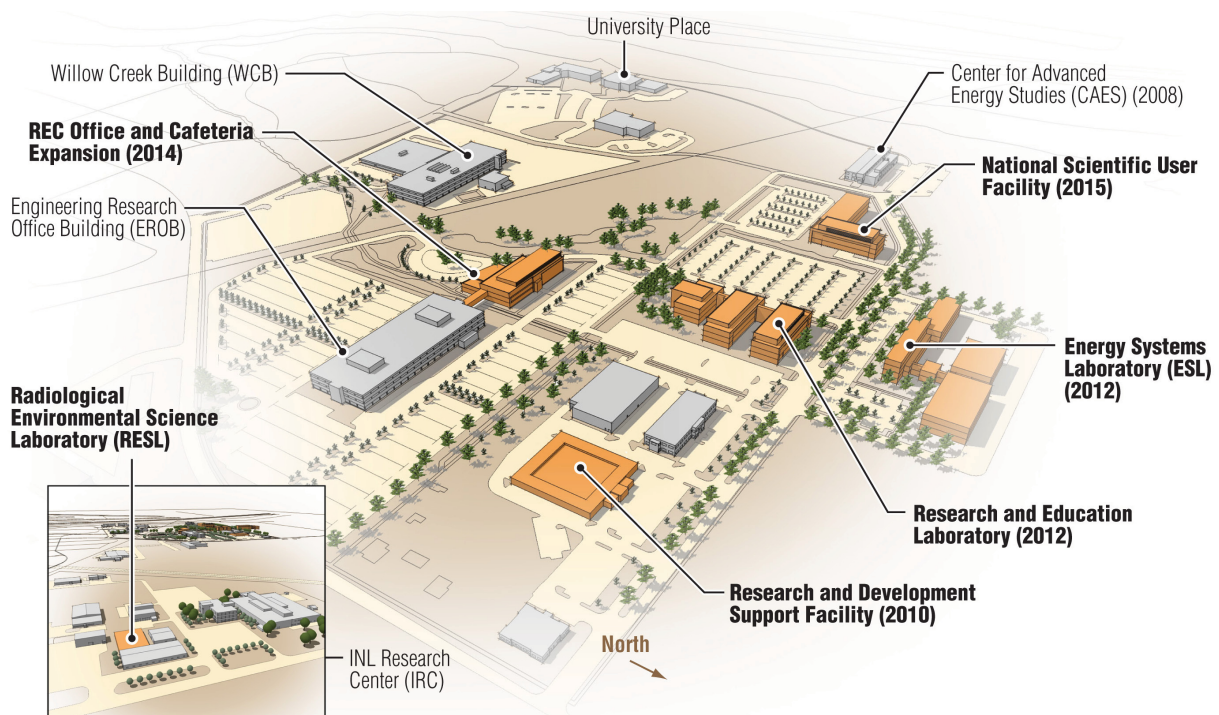 University Place
Willow Creek Building (WCB)
Center for Advanced
Energy Studies (CAES) (2008)
REC Office and Cafeteria
Expansion (2014)
National Scientific User
Facility (2015)
Engineering Research
Office Building (EROB)
Energy Systems
Laboratory (ESL)
(2012)
Radiological
Environmental Science
Laboratory (RESL)
Research and Education
Laboratory (2012)
Research and Development
Support Facility (2010)
North
INL Research
Center (IRC)